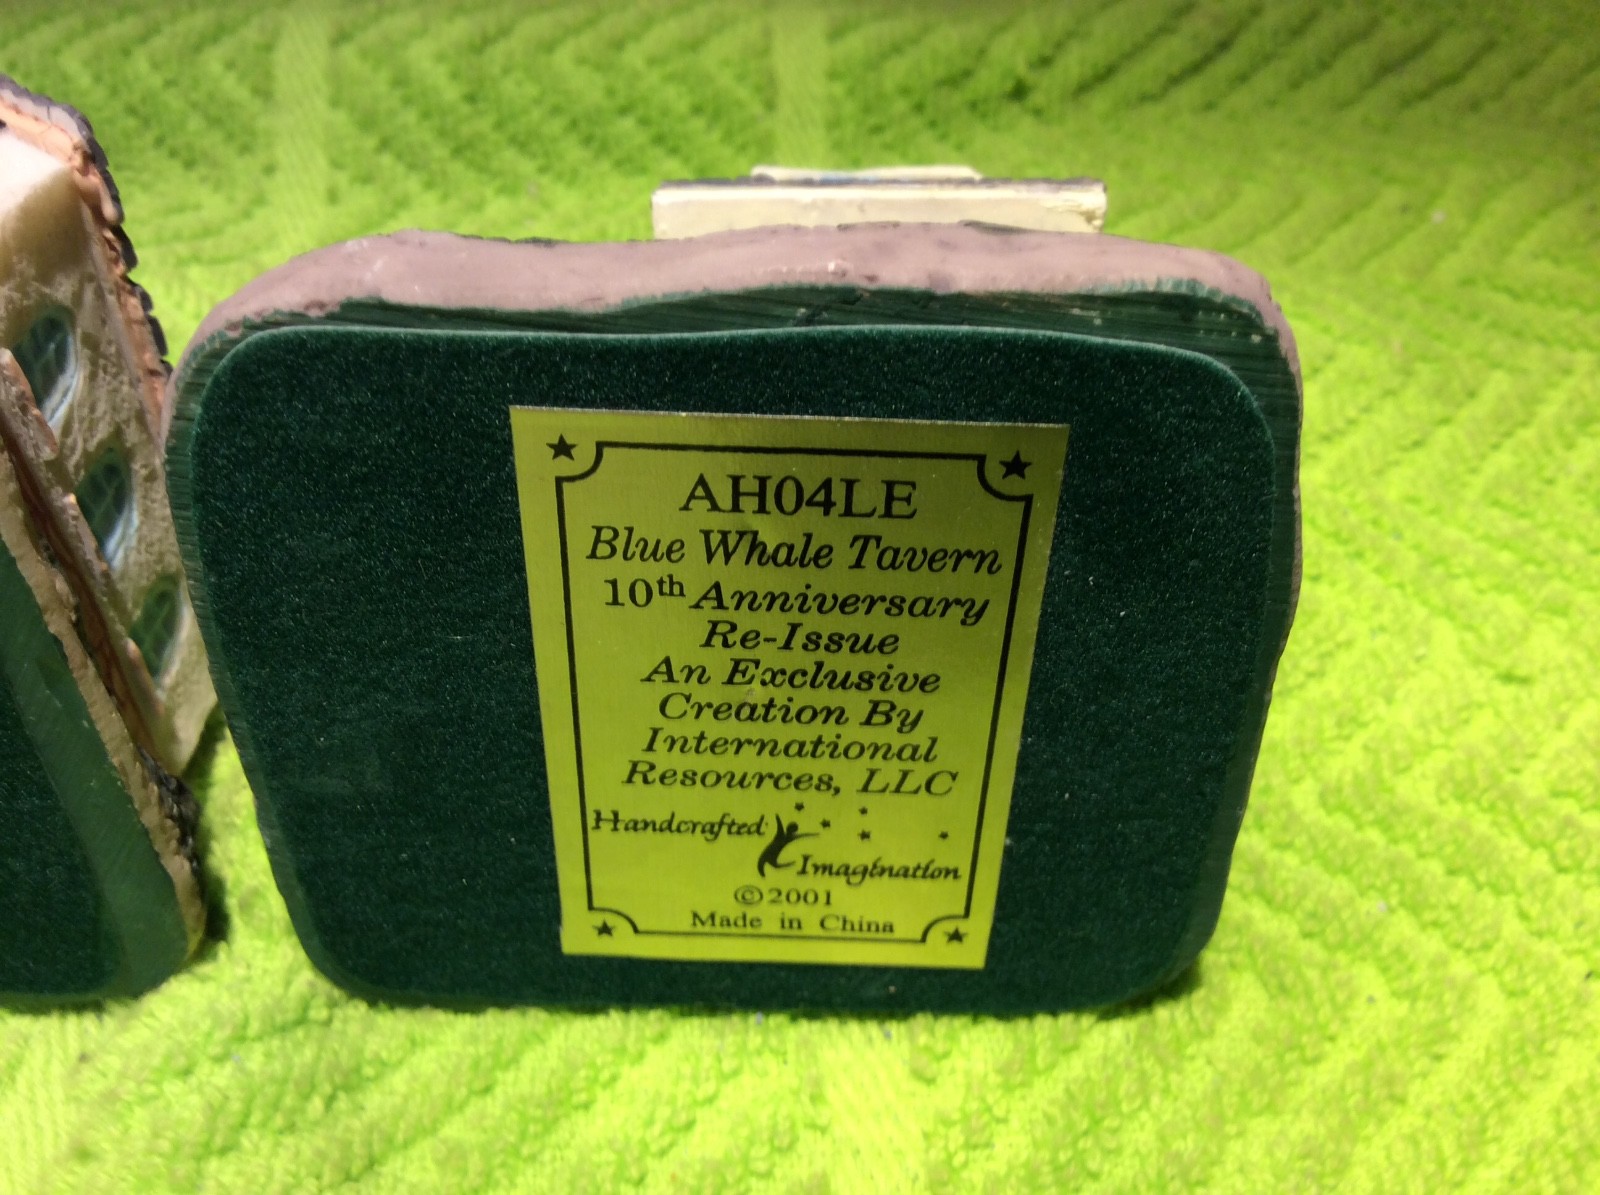 AH04LE
Blue Whale Tavern
10th Anniversary
Re-Issue
An Exclusive
Creation By
International
Resources, LLC
Handcrafted
Imagination
©2001
Made in China